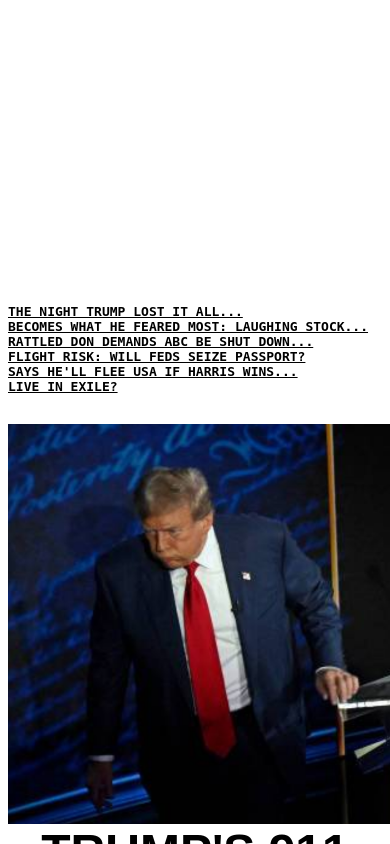 THE NIGHT TRUMP LOST IT ALL...
BECOMES WHAT HE FEARED MOST: LAUGHING STOCK...
RATTLED DON DEMANDS ABC BE SHUT DOWN...
FLIGHT RISK: WILL FEDS SEIZE PASSPORT?
SAYS HE'LL FLEE USA IF HARRIS WINS...
LIVE IN EXILE?
Posterity,
TRUMP'S 911